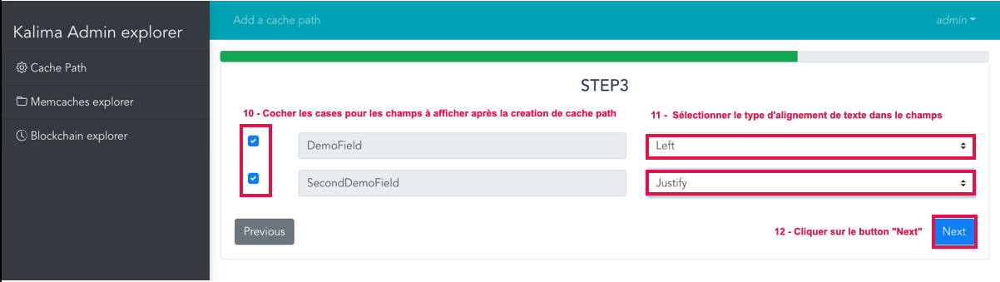 Kalima Admin explorer
Cache Path
Memcaches explorer
Blockchain explorer
Add a cache path
admin
STEP3
10 - Cocher les cases pour les champs à afficher après la creation de cache path
11 - Sélectionner le type d'alignement de texte dans le champs
DemoField
Left
SecondDemoField
Justify
Previous
12 - Cliquer sur le button "Next"
Next